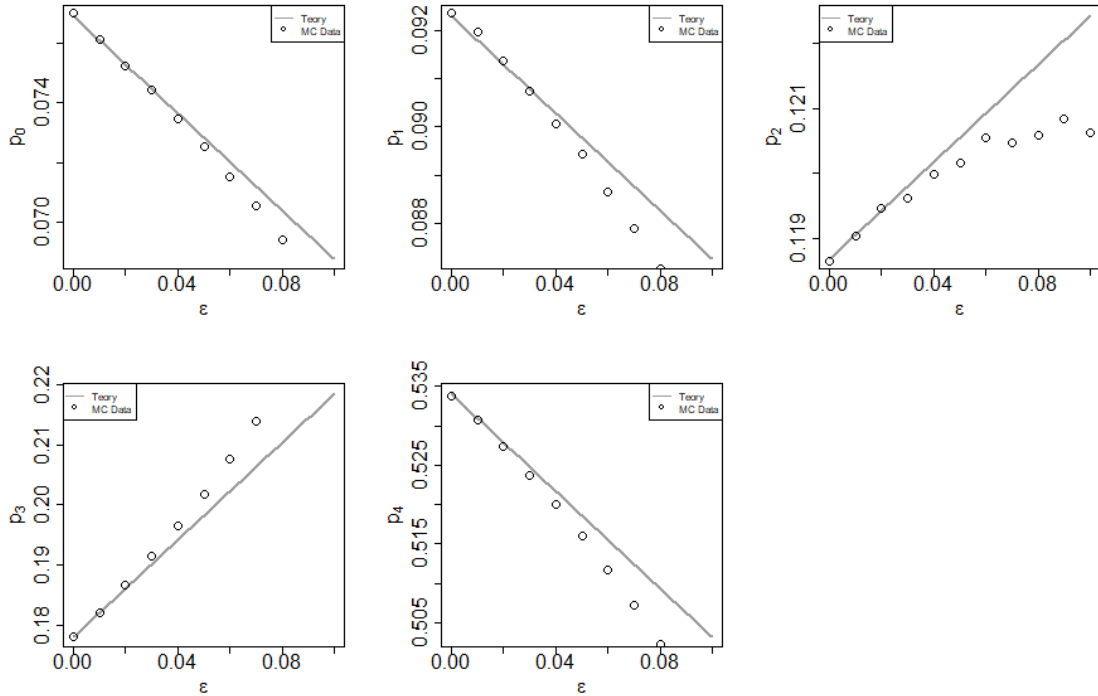 Teory
MC Data
0.074
0.070
p0
0.00
0.04
0.08
ε
Teory
MC Data
0.092
0.090
0.088
p1
0.00
0.04
0.08
ε
Teory
MC Data
0.121
0.119
p2
0.00
0.04
0.08
ε
Teory
MC Data
0.22
0.21
0.20
0.19
0.18
p3
0.00
0.04
0.08
ε
Teory
MC Data
0.535
0.525
0.515
0.505
p4
0.00
0.04
0.08
ε